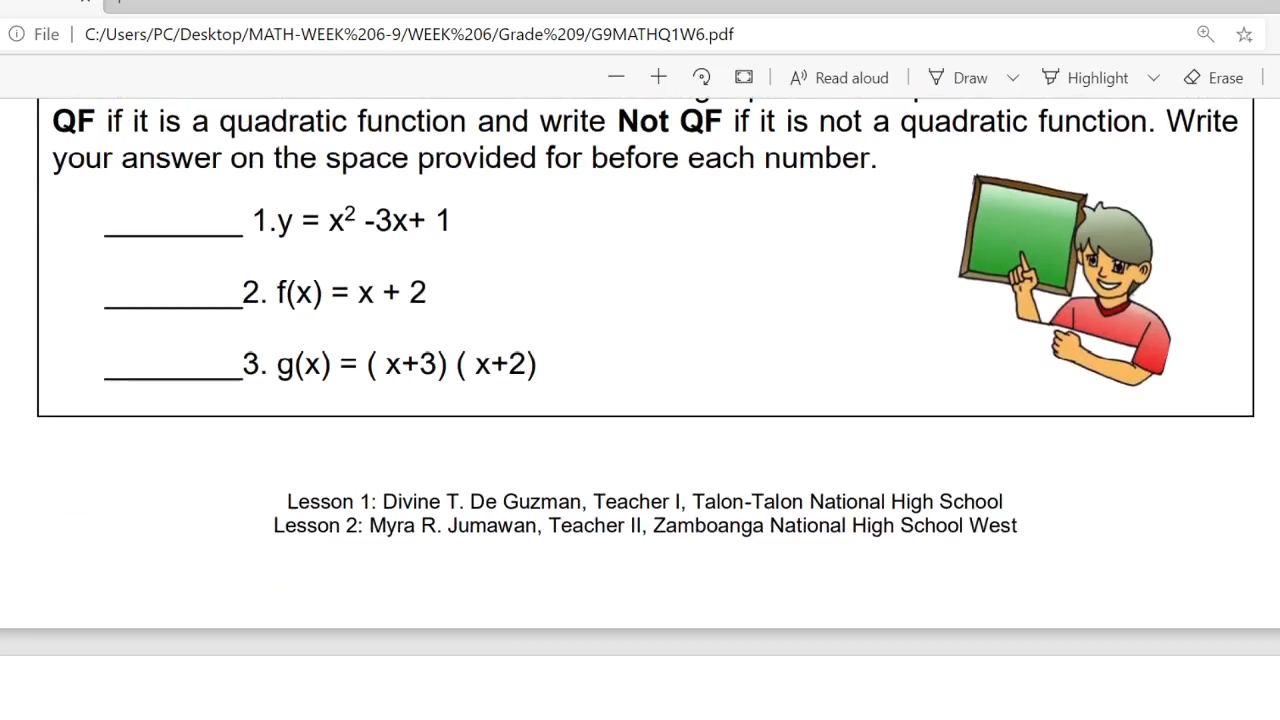 File | C:/Users/PC/Desktop/MATH-WEEK%206-9/WEEK%206/Grade%209/G9MATHQ1W6.pdf
Read aloud Draw Highlight Erase
QF if it is a quadratic function and write Not QF if it is not a quadratic function. Write
your answer on the space provided for before each number.
_________ 1.y = x² -3x+ 1
_________2. f(x) = x + 2
_________3. g(x) = ( x+3) ( x+2)
Lesson 1: Divine T. De Guzman, Teacher I, Talon-Talon National High School
Lesson 2: Myra R. Jumawan, Teacher II, Zamboanga National High School West